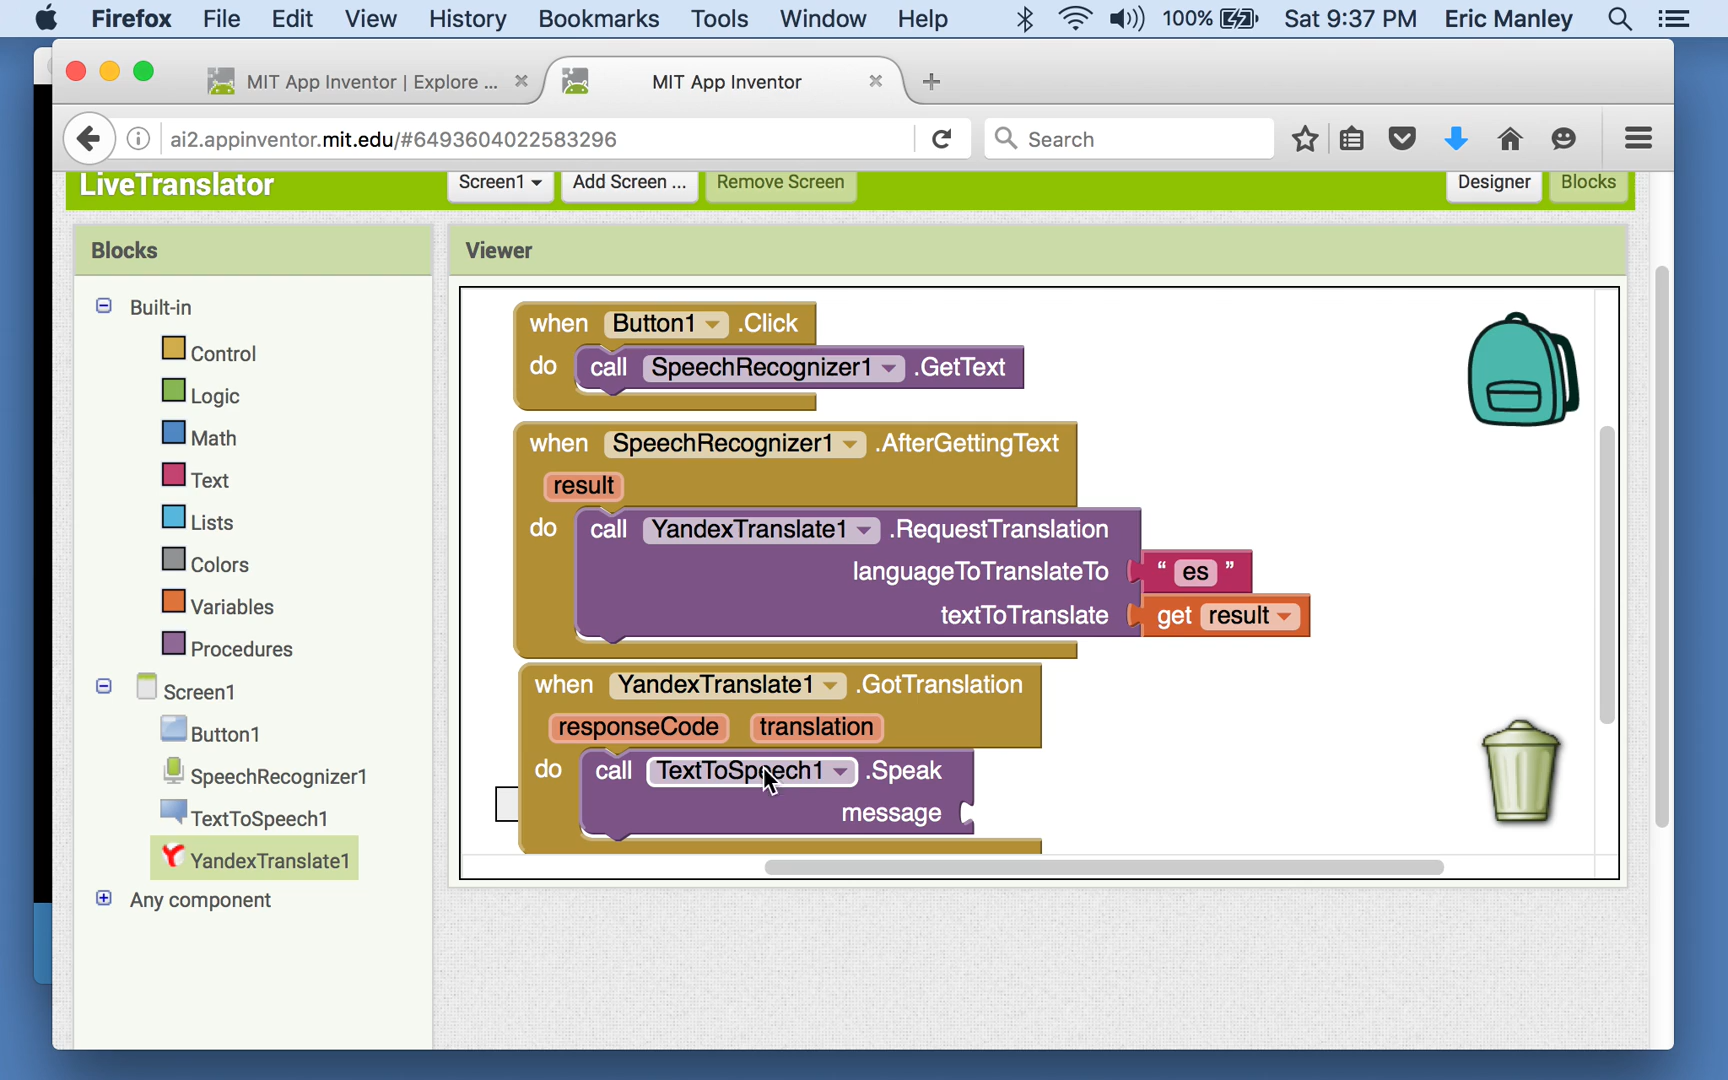 Firefox File Edit View History Bookmarks Tools Window Help 100% Sat 9:37 PM Eric Manley
MIT App Inventor | Explore ... MIT App Inventor
ai2.appinventor.mit.edu/#6493604022583296 Search
LiveTranslator Screen1 Add Screen ... Remove Screen Designer Blocks
Blocks Viewer
Built-in
Control
Logic
Math
Text
Lists
Colors
Variables
Procedures
Screen1
Button1
SpeechRecognizer1
TextToSpeech1
YandexTranslate1
Any component
when Button1 .Click
do call SpeechRecognizer1 .GetText
when SpeechRecognizer1 .AfterGettingText
result
do call YandexTranslate1 .RequestTranslation
languageToTranslateTo “ es ”
textToTranslate get result
when YandexTranslate1 .GotTranslation
responseCode translation
do call TextToSpeech1 .Speak
message